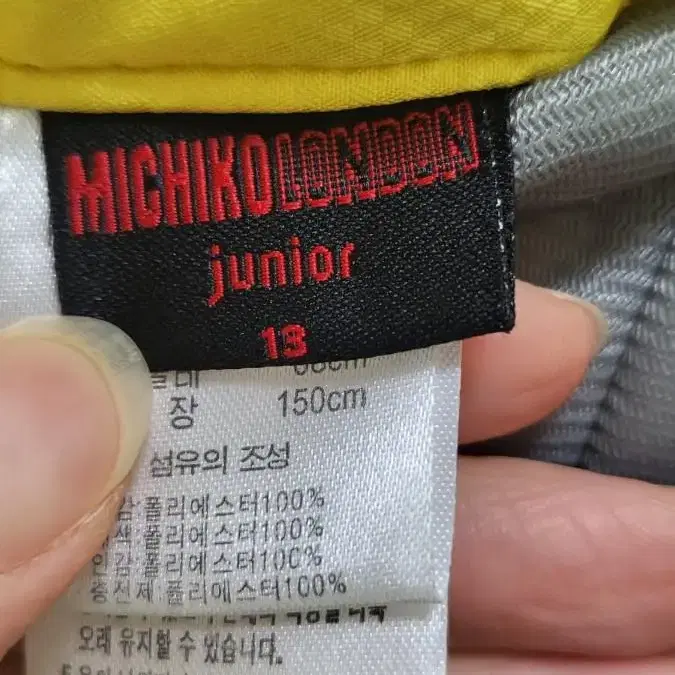 MICHIKO LONDON
junior
13
장 150cm
섬유의 조성
폴리에스터100%
폴리에스터100%
폴리에스터100%
충전제 폴리에스터100%
오래 유지할 수 있습니다.